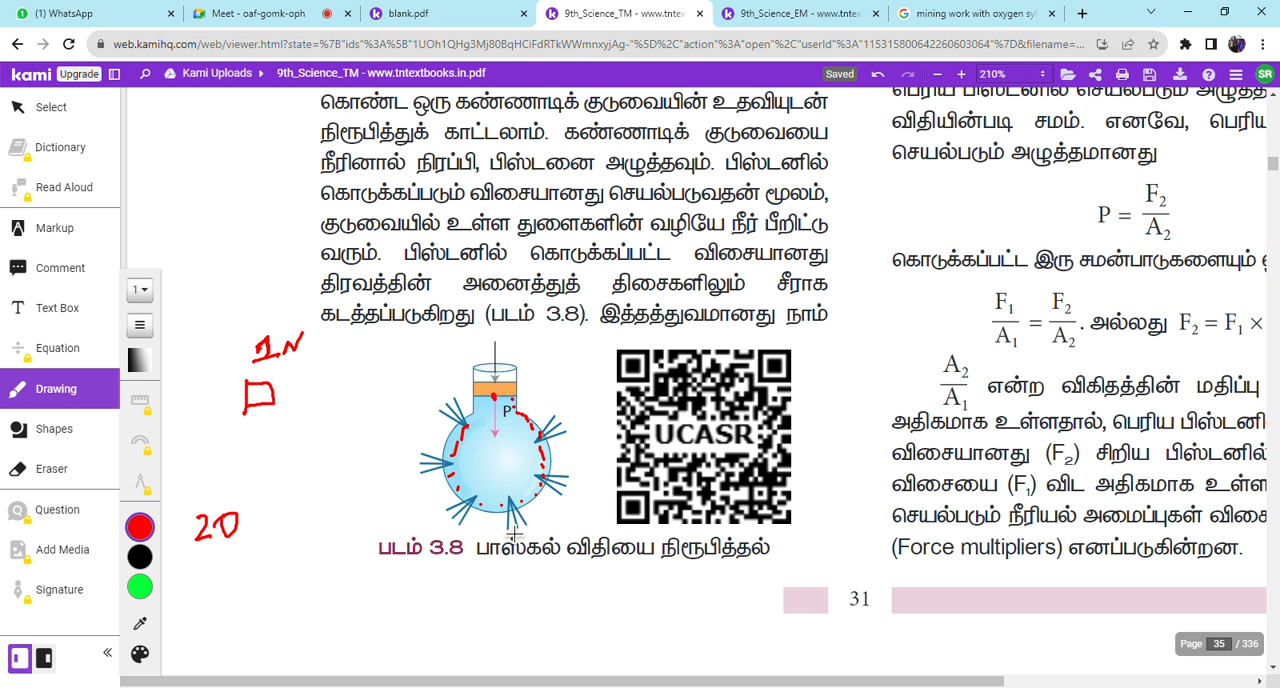 (1) WhatsApp
Meet - oaf-gomk-oph
blank.pdf
9th_Science_TM - www.tntex
9th_Science_EM - www.tntex
mining work with oxygen sy
web.kamihq.com/web/viewer.html?state=%7B"ids"%3A%5B"1UOh1QHg3Mj80BqHCiFdRTkWWmnxyjAg-"%5D%2C"action"%3A"open"%2C"userId"%3A"115315800642260603064"%7D&filename=...
kami Upgrade Kami Uploads 9th_Science_TM - www.tntextbooks.in.pdf Saved 210% SR
Select
Dictionary
Read Aloud
Markup
Comment
Text Box
Equation
Drawing
Shapes
Eraser
Question
Add Media
Signature
1
கொண்ட ஒரு கண்ணாடிக் குடுவையின் உதவியுடன்
நிரூபித்துக் காட்டலாம். கண்ணாடிக் குடுவையை
நீரினால் நிரப்பி, பிஸ்டனை அழுத்தவும். பிஸ்டனில்
கொடுக்கப்படும் விசையானது செயல்படுவதன் மூலம்,
குடுவையில் உள்ள துளைகளின் வழியே நீர் பீறிட்டு
வரும். பிஸ்டனில் கொடுக்கப்பட்ட விசையானது
திரவத்தின் அனைத்துத் திசைகளிலும் சீராக
கடத்தப்படுகிறது (படம் 3.8). இத்தத்துவமானது நாம்
1N
20
P
UCASR
படம் 3.8 பாஸ்கல் விதியை நிரூபித்தல்
பெரிய பிஸ்டனில் செயல்படும் அழுத்த
விதியின்படி சமம். எனவே, பெரிய
செயல்படும் அழுத்தமானது
P = F₂/A₂
கொடுக்கப்பட்ட இரு சமன்பாடுகளையும்
F₁/A₁ = F₂/A₂ . அல்லது F₂ = F₁ ×
A₂/A₁ என்ற விகிதத்தின் மதிப்பு
அதிகமாக உள்ளதால், பெரிய பிஸ்டனி
விசையானது (F₂) சிறிய பிஸ்டனில்
விசையை (F₁) விட அதிகமாக உள்ள
செயல்படும் நீரியல் அமைப்புகள் விசை
(Force multipliers) எனப்படுகின்றன.
31
Page 35 / 336